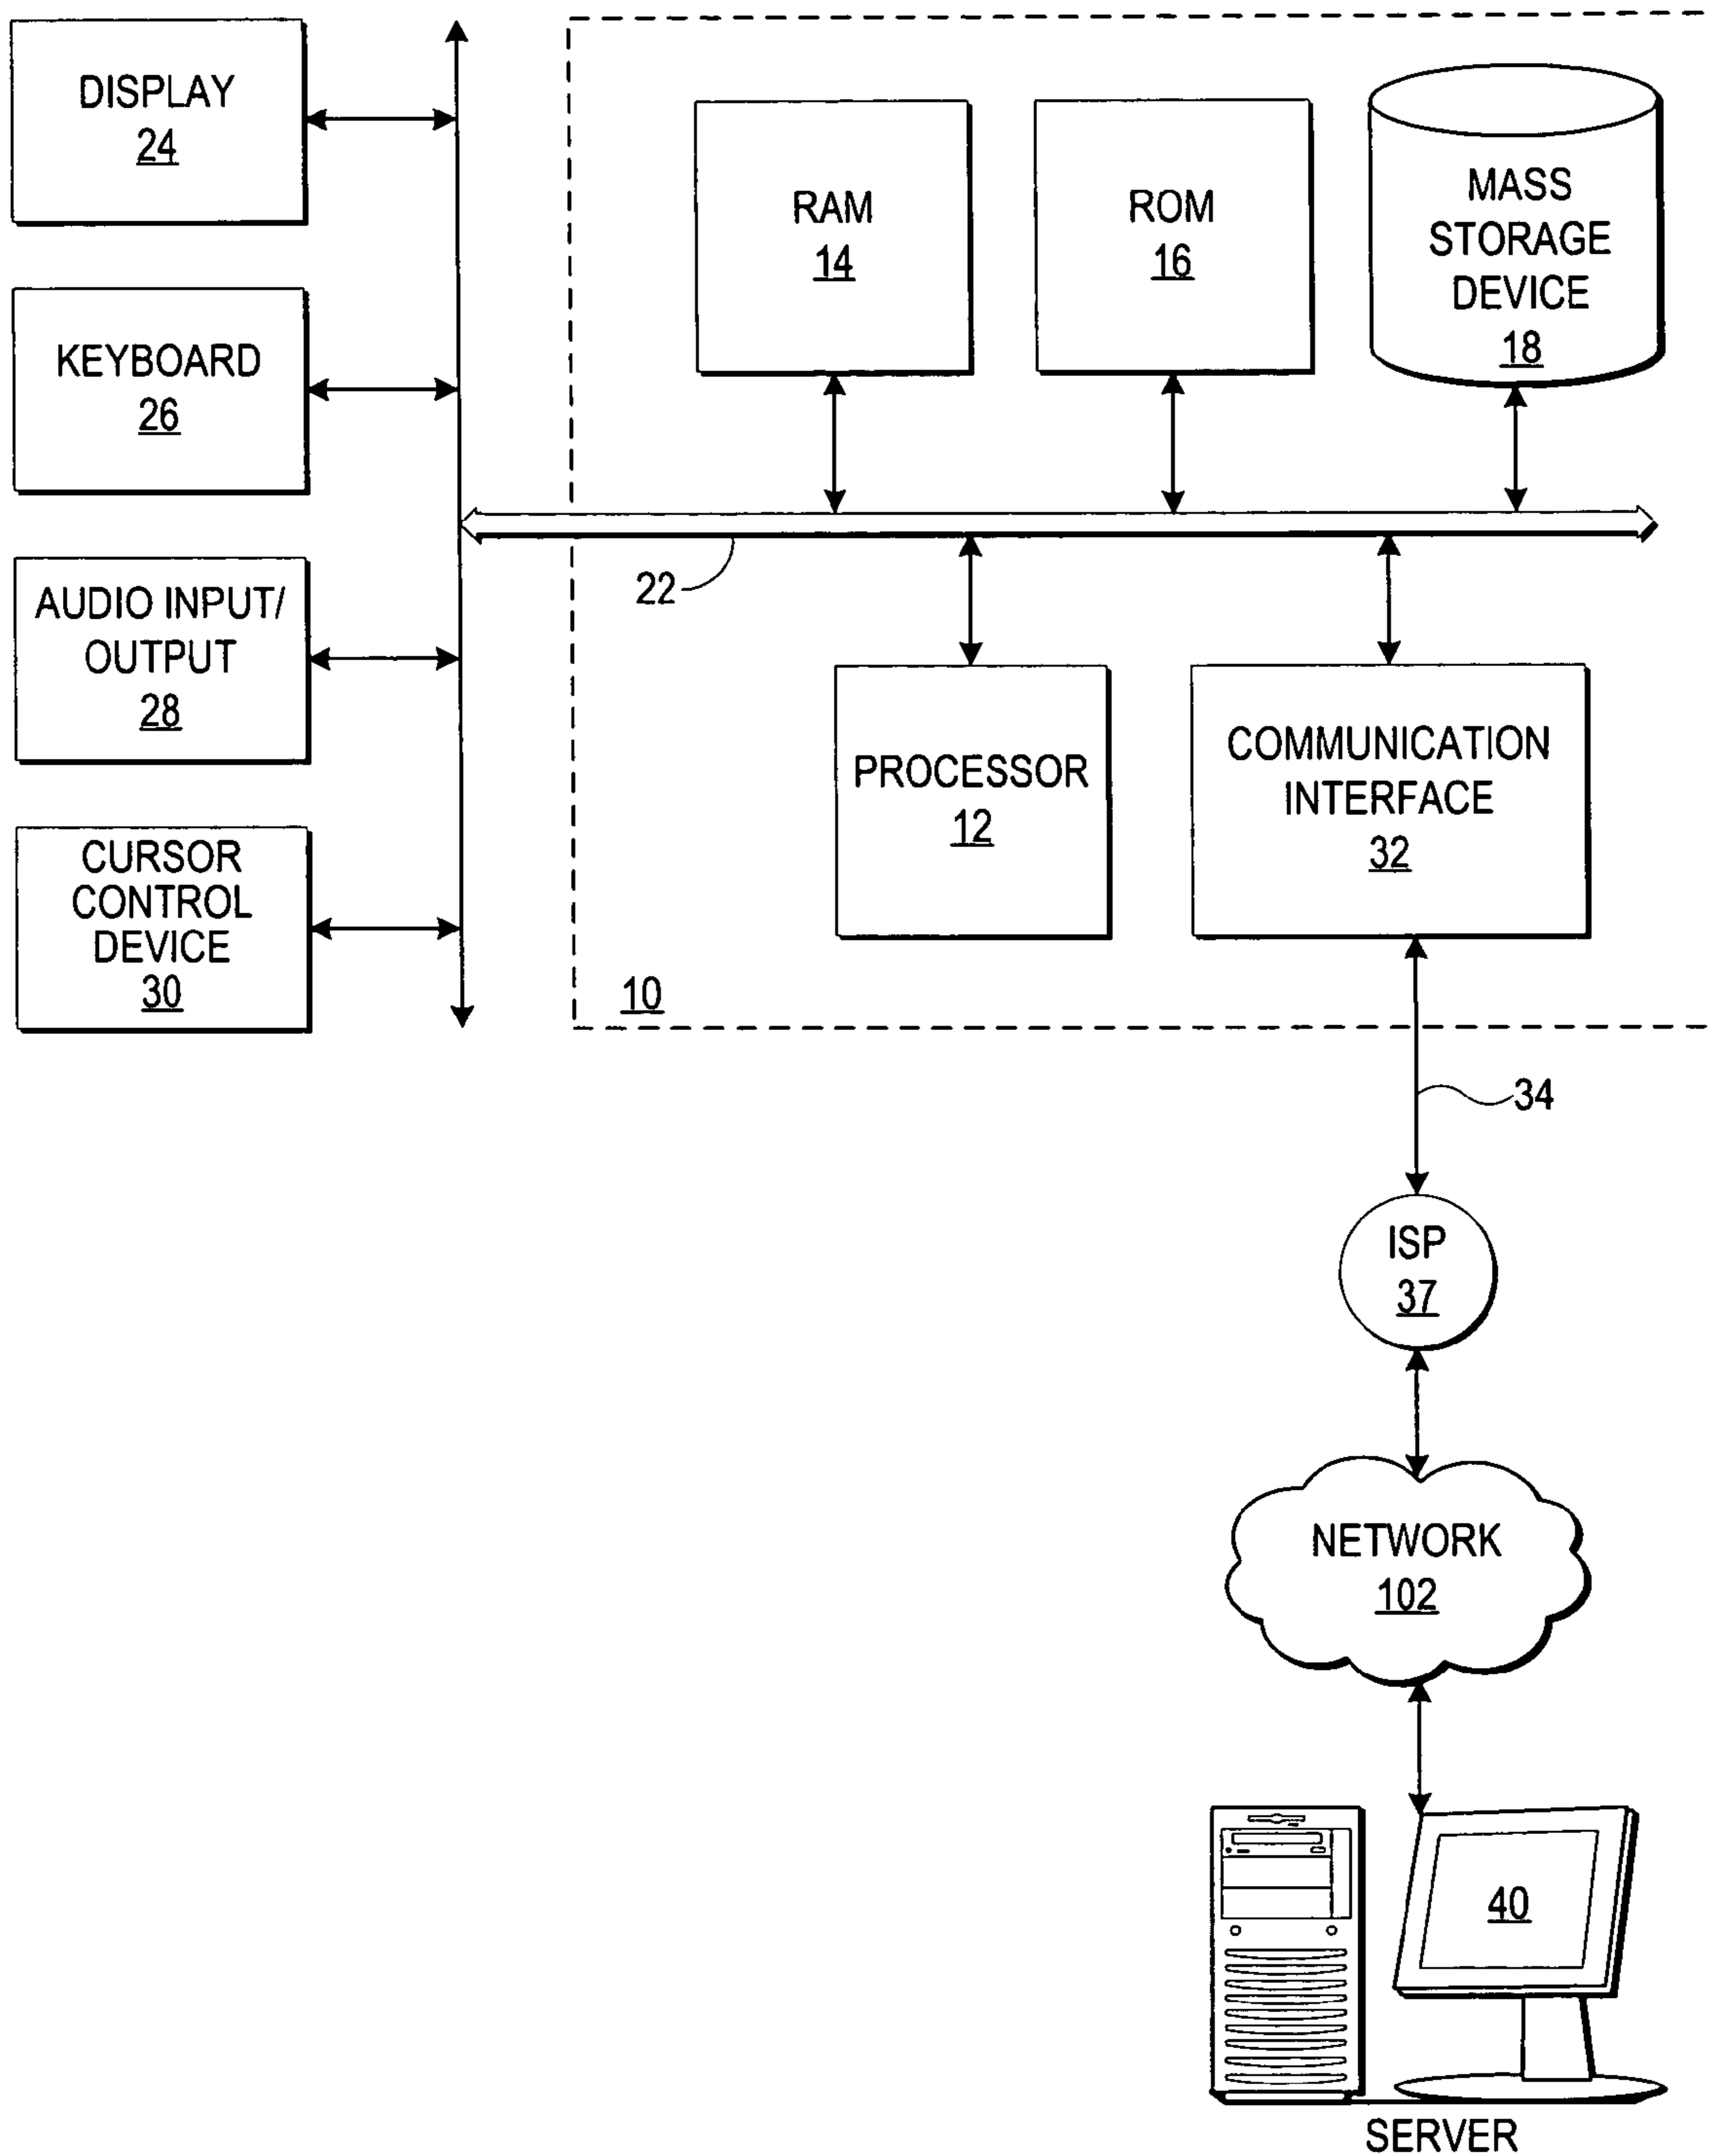 DISPLAY
24
KEYBOARD
26
AUDIO INPUT/
OUTPUT
28
CURSOR
CONTROL
DEVICE
30
RAM
14
ROM
16
MASS
STORAGE
DEVICE
18
22
PROCESSOR
12
COMMUNICATION
INTERFACE
32
10
34
ISP
37
NETWORK
102
40
SERVER